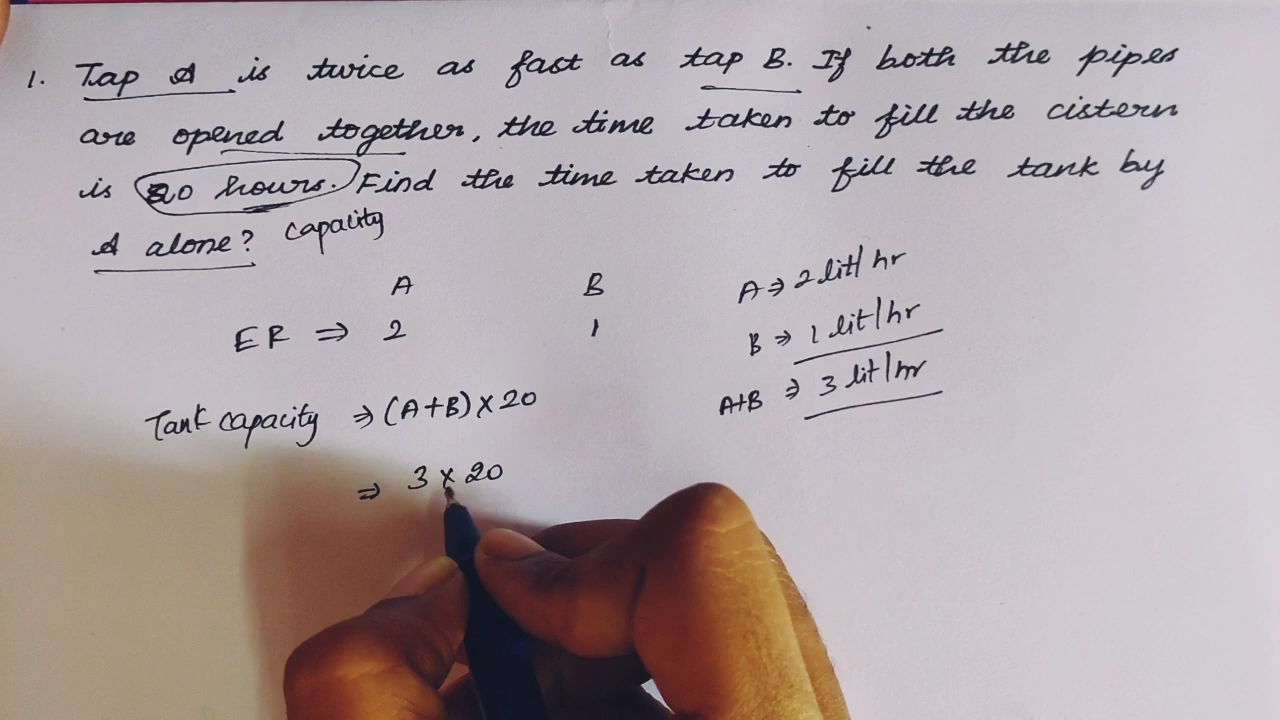 1. Tap A is twice as fast as tap B. If both the pipes
are opened together, the time taken to fill the cistern
is 20 hours. Find the time taken to fill the tank by
A alone? capacity
A B
ER ⇒ 2 1
A ⇒ 2 lit/hr
B ⇒ 1 lit/hr
A+B ⇒ 3 lit/hr
Tank capacity ⇒ (A+B) × 20
⇒ 3 × 20